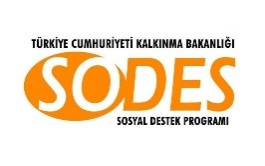 TÜRKİYE CUMHURİYETİ KALKINMA BAKANLIĞI
SODES
SOSYAL DESTEK PROGRAMI